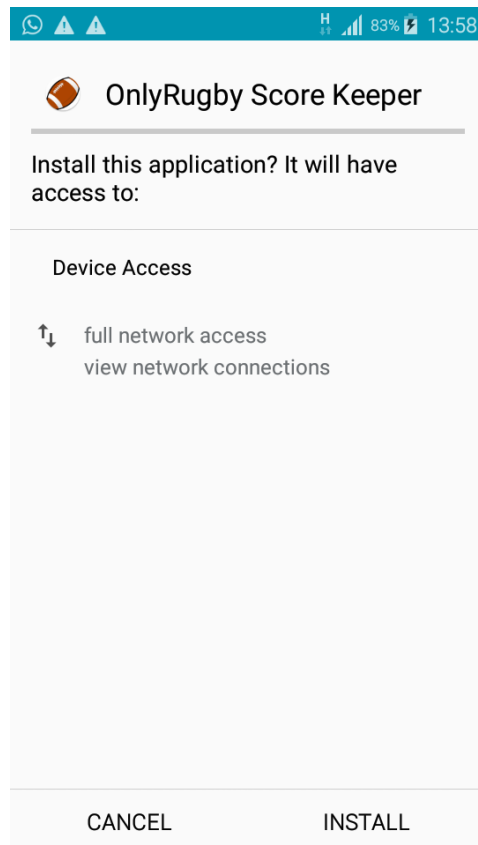 H 83% 13:58
OnlyRugby Score Keeper
Install this application? It will have
access to:
Device Access
full network access
view network connections
CANCEL INSTALL